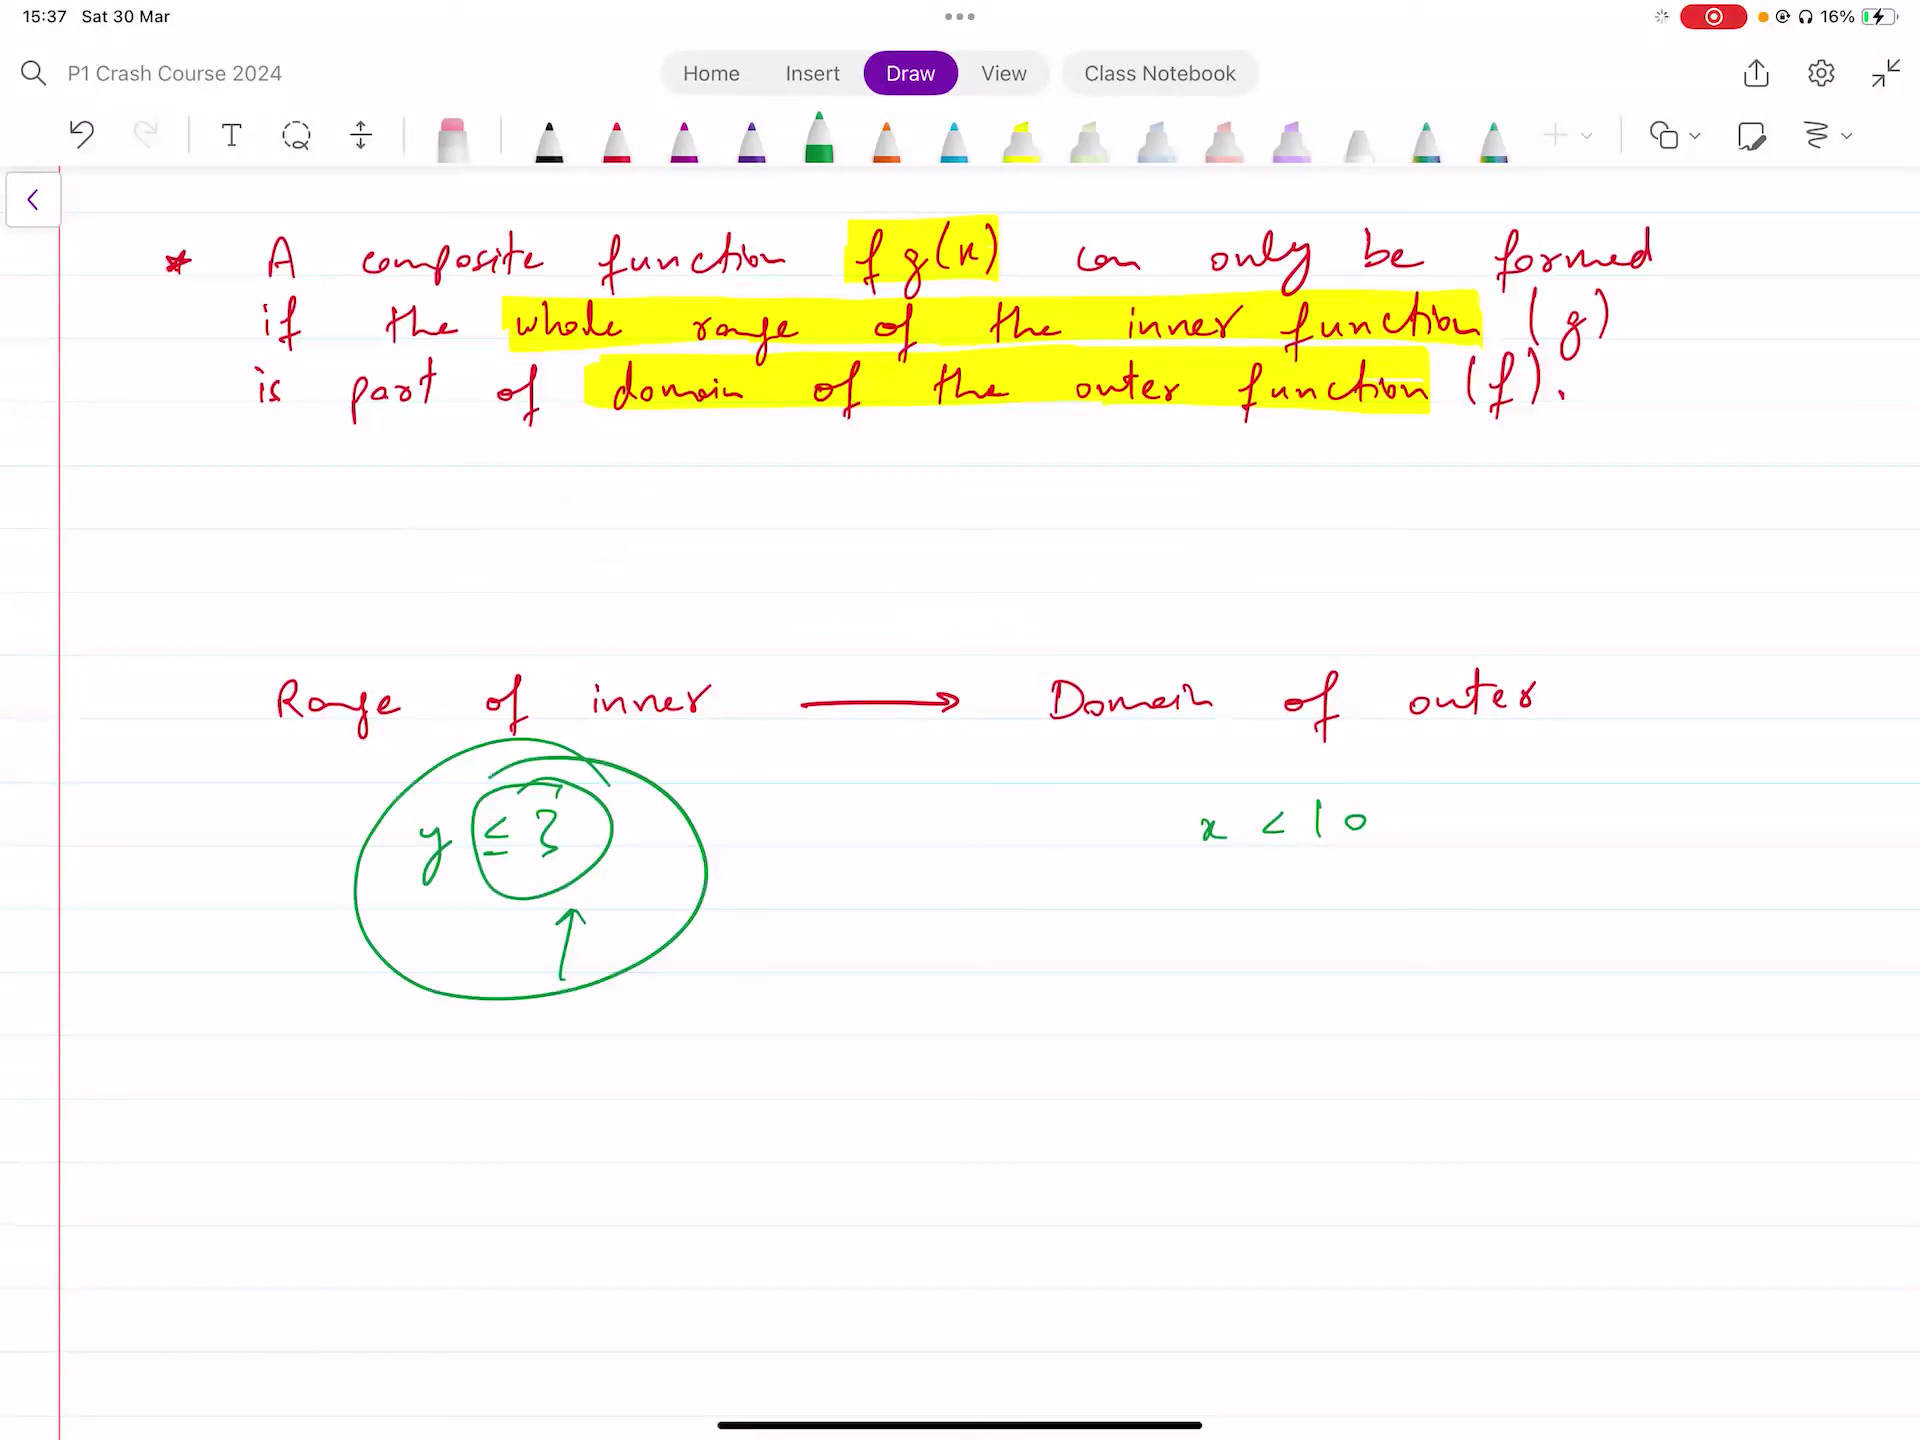 15:37 Sat 30 Mar
16%
P1 Crash Course 2024
Home Insert Draw View Class Notebook
T
* A composite function fg(x) can only be formed
if the whole range of the inner function (g)
is part of domain of the outer function (f).
Range of inner → Domain of outer
y ≤ 3 x < 10